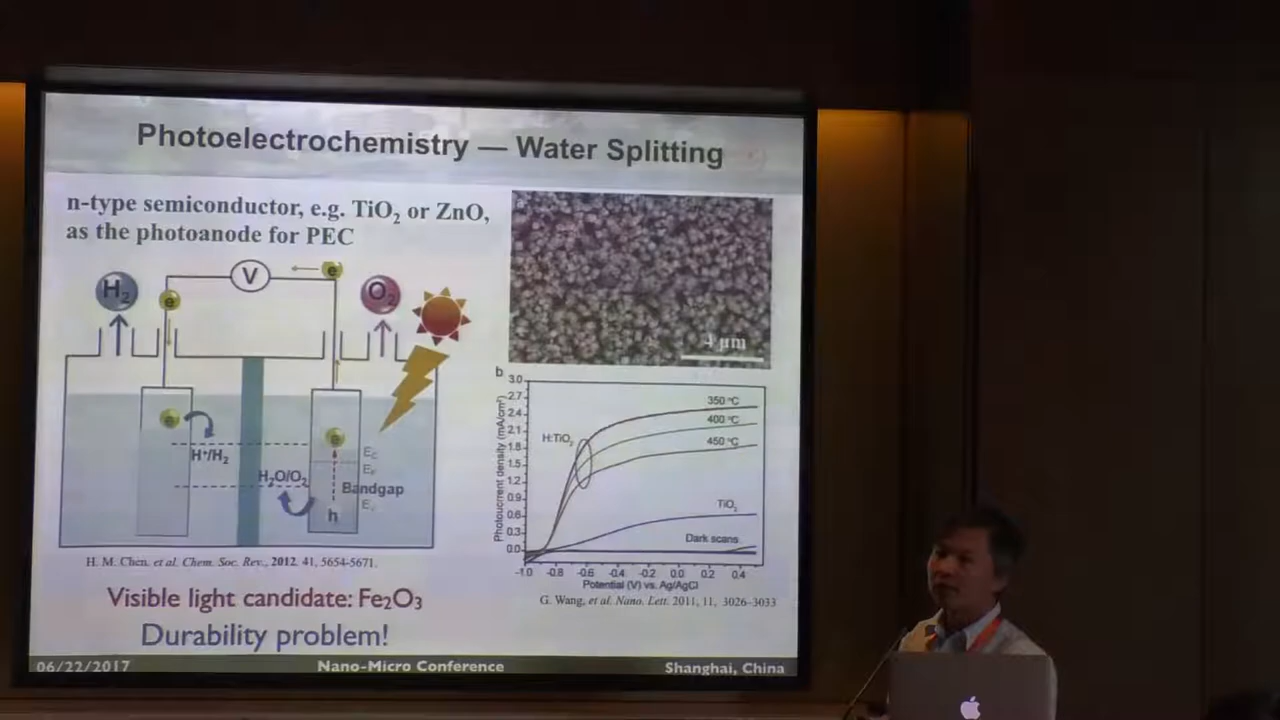 Photoelectrochemistry — Water Splitting
n-type semiconductor, e.g. TiO₂ or ZnO,
as the photoanode for PEC
H₂
e
V
e
O₂
e
H⁺/H₂
H₂O/O₂
e
E_C
E_F
Bandgap
h
H. M. Chen, et al. Chem. Soc. Rev., 2012, 41, 5654-5671.
Visible light candidate: Fe₂O₃
Durability problem!
4 μm
b
Photoucrrent density (mA/cm²)
3.0
2.7
2.4
2.1
1.8
1.5
1.2
0.9
0.6
0.3
0.0
H:TiO₂
350 °C
400 °C
450 °C
TiO₂
Dark scans
-1.0 -0.8 -0.6 -0.4 -0.2 0.0 0.2 0.4
Potential (V) vs. Ag/AgCl
G. Wang, et al. Nano. Lett. 2011, 11, 3026–3033
06/22/2017 Nano-Micro Conference Shanghai, China